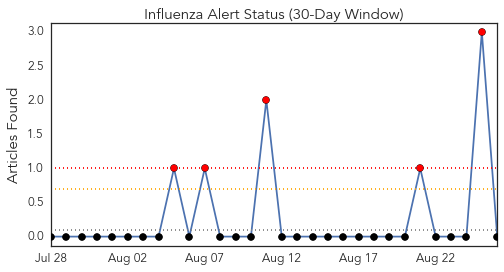 Influenza Alert Status (30-Day Window)
Articles Found
3.0
2.5
2.0
1.5
1.0
0.5
0.0
Jul 28
Aug 02
Aug 07
Aug 12
Aug 17
Aug 22